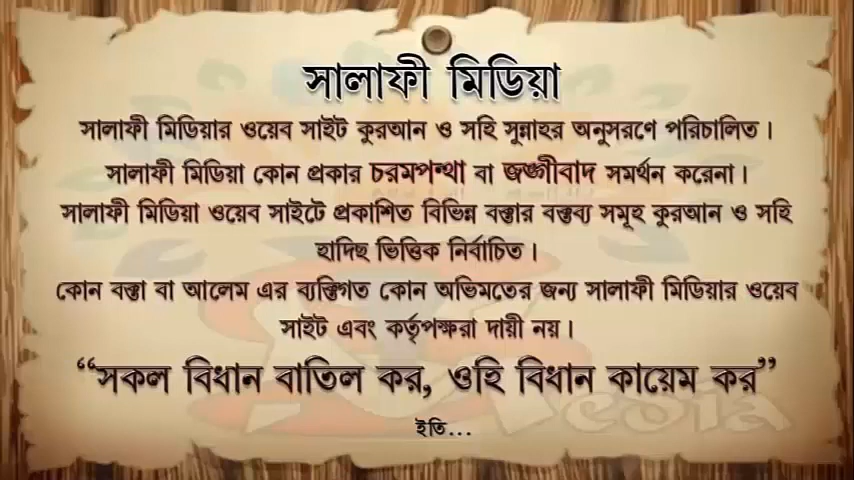 সালাফী মিডিয়া
সালাফী মিডিয়ার ওয়েব সাইট কুরআন ও সহি সুন্নাহর অনুসরণে পরিচালিত।
সালাফী মিডিয়া কোন প্রকার চরমপন্থা বা জঙ্গীবাদ সমর্থন করেনা।
সালাফী মিডিয়া ওয়েব সাইটে প্রকাশিত বিভিন্ন বক্তার বক্তব্য সমূহ কুরআন ও সহি
হাদিছ ভিত্তিক নির্বাচিত।
কোন বক্তা বা আলেম এর ব্যক্তিগত কোন অভিমতের জন্য সালাফী মিডিয়ার ওয়েব
সাইট এবং কর্তৃপক্ষরা দায়ী নয়।
“সকল বিধান বাতিল কর, ওহি বিধান কায়েম কর”
ইতি...